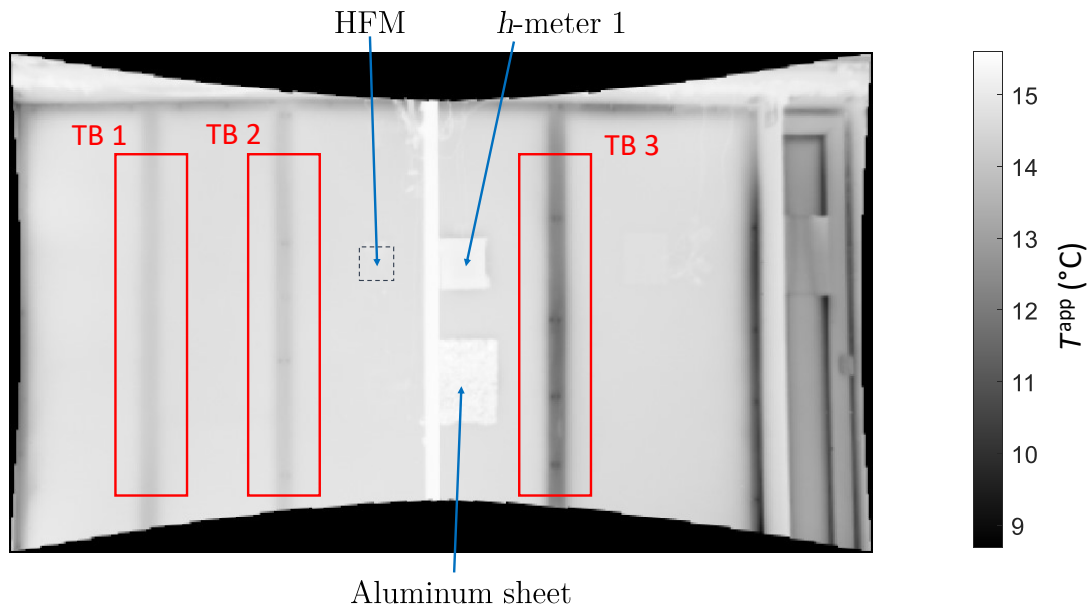 HFM
h-meter 1
TB 1
TB 2
TB 3
15
14
13
12
11
10
9
Tapp (°C)
Aluminum sheet